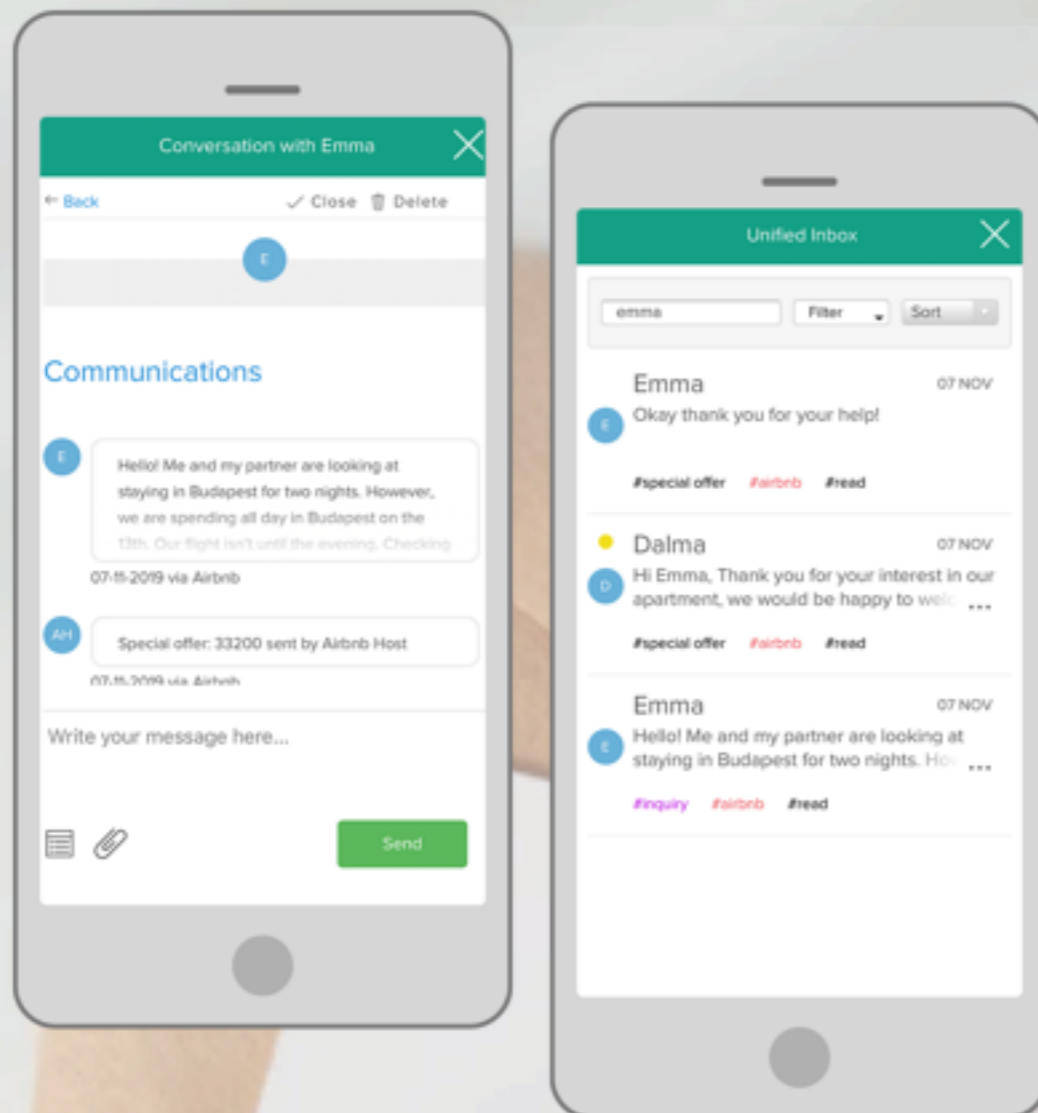 Conversation with Emma
← Back
Close
Delete
E
Communications
E
Hello! Me and my partner are looking at
staying in Budapest for two nights. However,
we are spending all day in Budapest on the
13th. Our flight isn't until the evening. Checking
07-11-2019 via Airbnb
AH
Special offer: 33200 sent by Airbnb Host
07-11-2019 via Airbnb
Write your message here...
Send
Unified Inbox
emma
Filter
Sort
Emma
07 NOV
E
Okay thank you for your help!
#special offer #airbnb #read
Dalma
07 NOV
D
Hi Emma, Thank you for your interest in our
apartment, we would be happy to welc ...
#special offer #airbnb #read
Emma
07 NOV
E
Hello! Me and my partner are looking at
staying in Budapest for two nights. How ...
#inquiry #airbnb #read